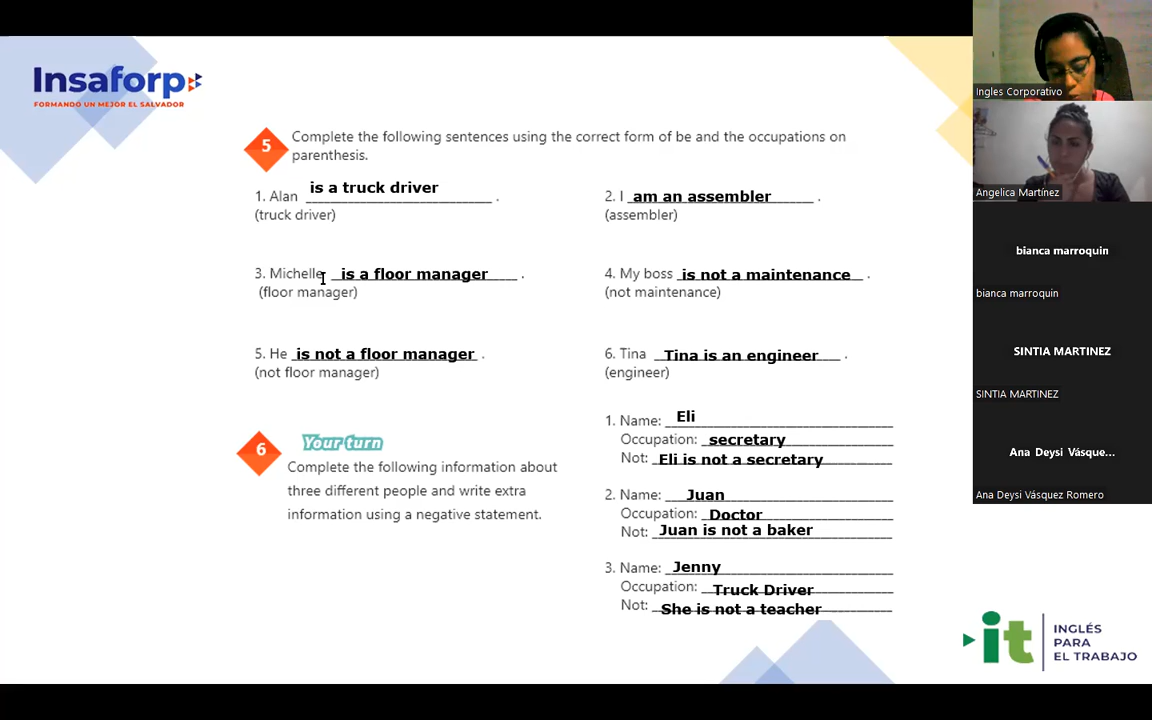 Insaforp
FORMANDO UN MEJOR EL SALVADOR
5
Complete the following sentences using the correct form of be and the occupations on
parenthesis.
1. Alan is a truck driver .
(truck driver)
2. I am an assembler .
(assembler)
3. Michelle is a floor manager .
(floor manager)
4. My boss is not a maintenance .
(not maintenance)
5. He is not a floor manager .
(not floor manager)
6. Tina Tina is an engineer .
(engineer)
6
Your turn
Complete the following information about
three different people and write extra
information using a negative statement.
1. Name: Eli
Occupation: secretary
Not: Eli is not a secretary
2. Name: Juan
Occupation: Doctor
Not: Juan is not a baker
3. Name: Jenny
Occupation: Truck Driver
Not: She is not a teacher
it
INGLÉS
PARA
EL TRABAJO
Ingles Corporativo
Angelica Martínez
bianca marroquin
bianca marroquin
SINTIA MARTINEZ
SINTIA MARTINEZ
Ana Deysi Vásque...
Ana Deysi Vásquez Romero